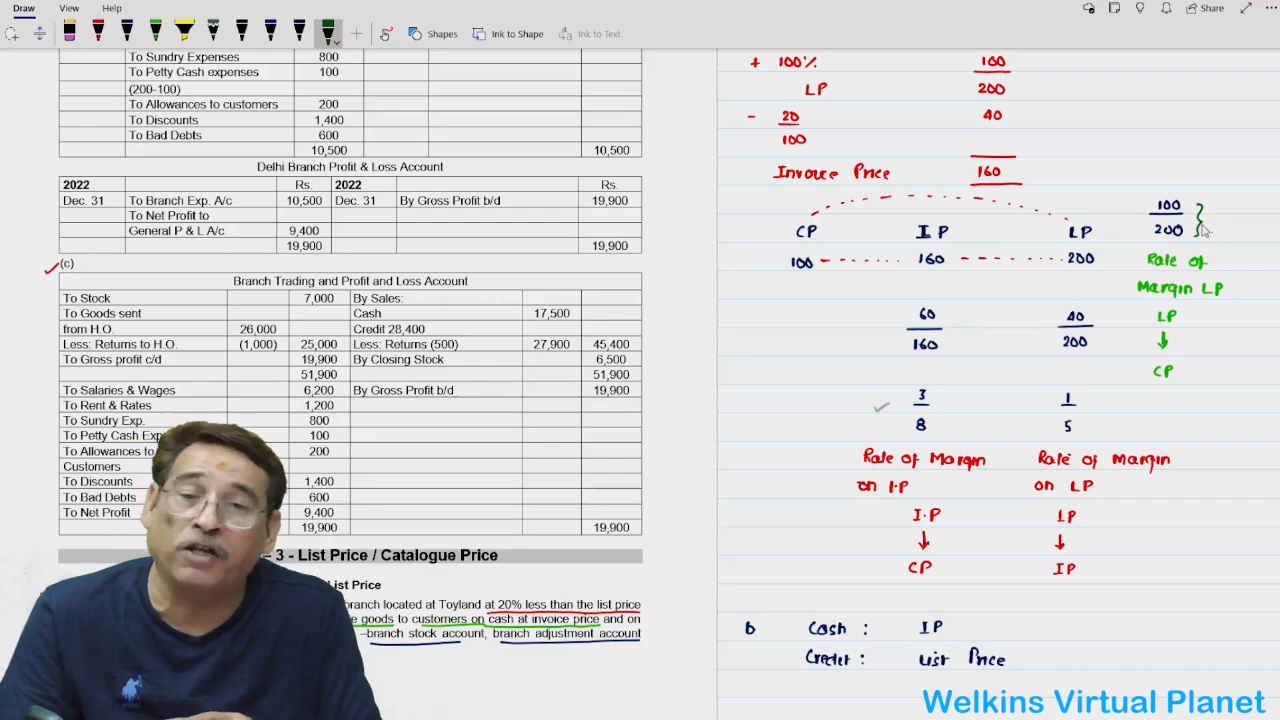 Draw View Help
Share
Shapes Ink to Shape Ink to Text
To Sundry Expenses 800
To Petty Cash expenses 100
(200-100)
To Allowances to customers 200
To Discounts 1,400
To Bad Debts 600
10,500 10,500
Delhi Branch Profit & Loss Account
2022 Rs. 2022 Rs.
Dec. 31 To Branch Exp. A/c 10,500 Dec. 31 By Gross Profit b/d 19,900
To Net Profit to
General P & L A/c 9,400
19,900 19,900
(c)
Branch Trading and Profit and Loss Account
To Stock 7,000 By Sales:
To Goods sent Cash 17,500
from H.O. 26,000 Credit 28,400
Less: Returns to H.O. (1,000) 25,000 Less: Returns (500) 27,900 45,400
To Gross profit c/d 19,900 By Closing Stock 6,500
51,900 51,900
To Salaries & Wages 6,200 By Gross Profit b/d 19,900
To Rent & Rates 1,200
To Sundry Exp. 800
To Petty Cash Exp 100
To Allowances to 200
Customers
To Discounts 1,400
To Bad Debts 600
To Net Profit 9,400
19,900 19,900
– 3 - List Price / Catalogue Price
List Price
branch located at Toyland at 20% less than the list price
e goods to customers on cash at invoice price and on
–branch stock account, branch adjustment account
+ 100% 100
LP 200
- 20 40
100
Invoice Price 160
CP I P LP
100 160 200
60 40
160 200
3 1
8 5
Rate of Margin Rate of Margin
on I.P on LP
I.P LP
↓ ↓
CP IP
100
200
Rate of
Margin LP
LP
↓
CP
b Cash : IP
Credit : List Price
Welkins Virtual Planet